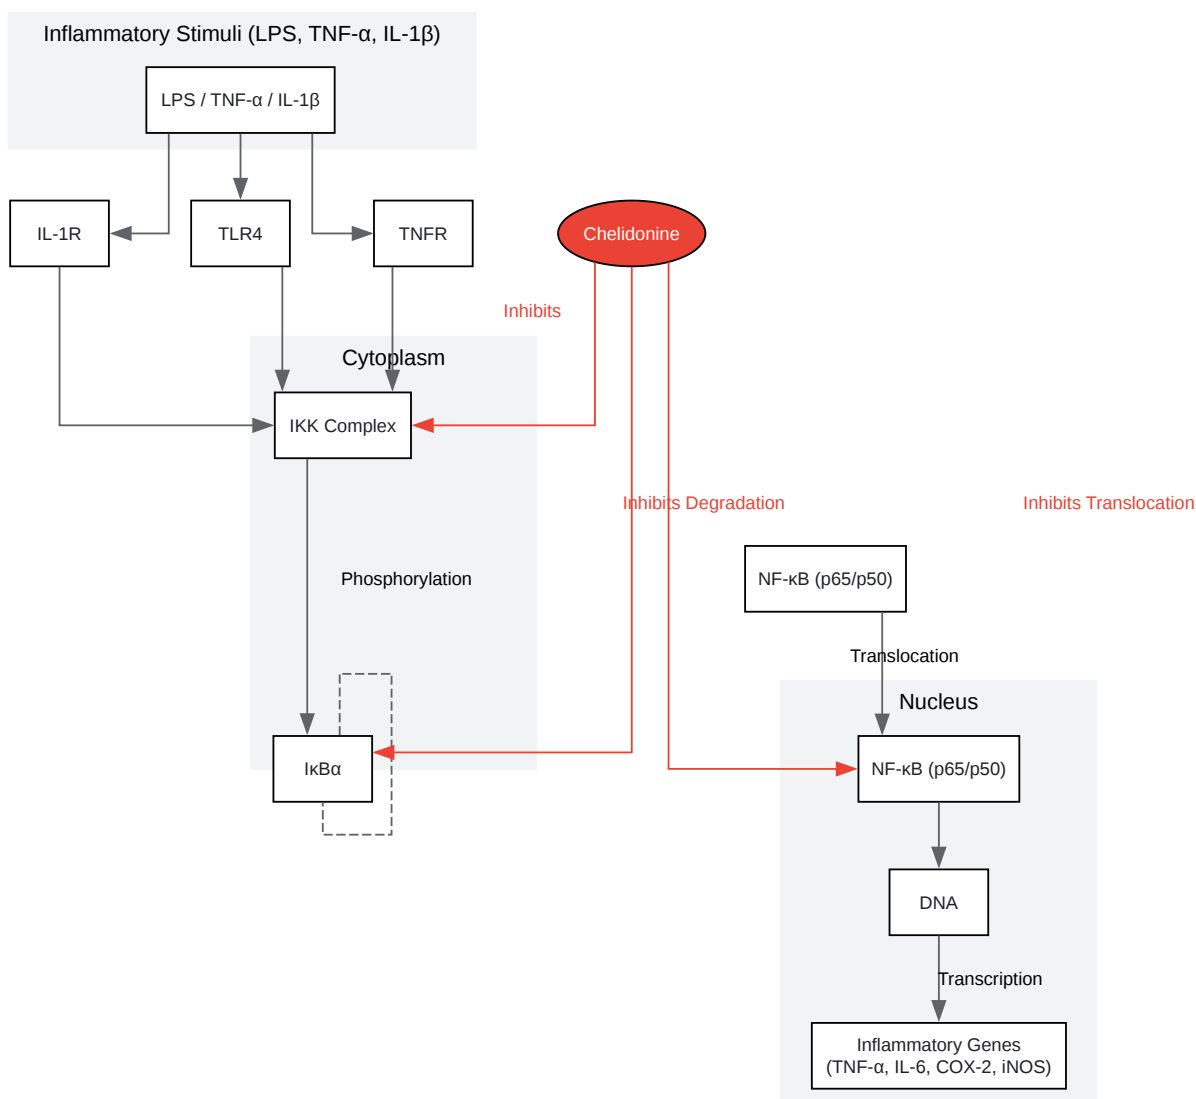 Inflammatory Stimuli (LPS, TNF-α, IL-1β)
LPS / TNF-α / IL-1β
IL-1R
TLR4
TNFR
Chelidonine
Inhibits
Cytoplasm
IKK Complex
Inhibits Degradation
Inhibits Translocation
Phosphorylation
NF-κB (p65/p50)
Translocation
Nucleus
IκBα
NF-κB (p65/p50)
DNA
Transcription
Inflammatory Genes
(TNF-α, IL-6, COX-2, iNOS)